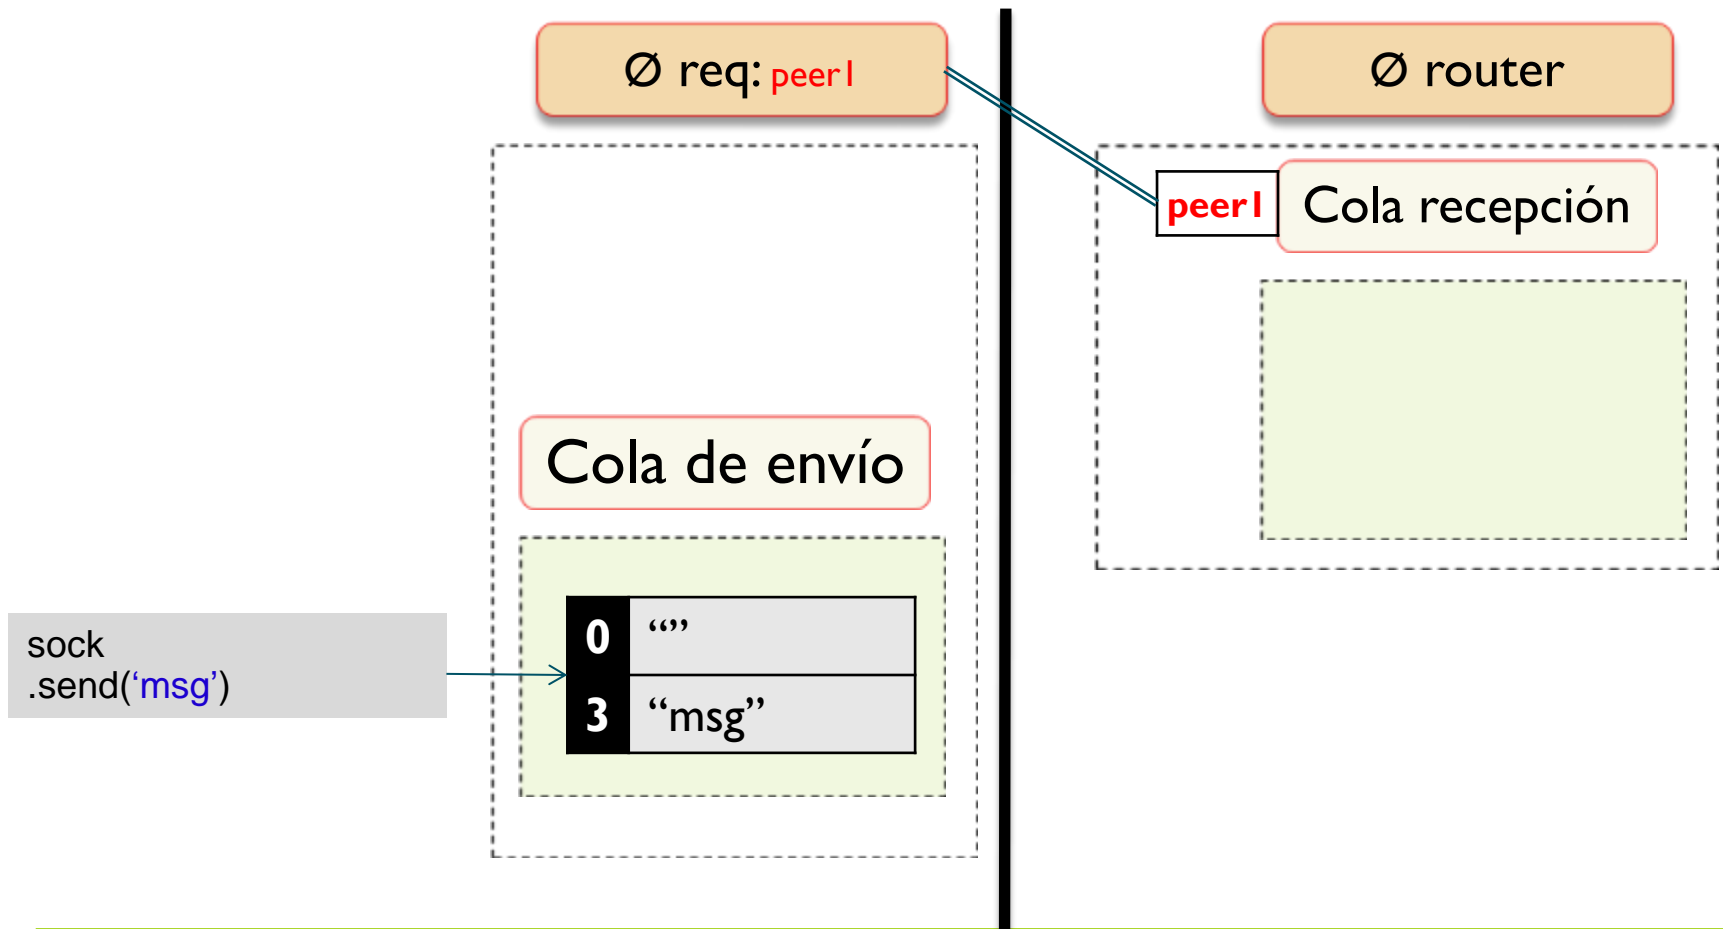 Ø req: peer1
Ø router
peer1
Cola recepción
Cola de envío
0 “”
3 “msg”
sock
.send(‘msg’)